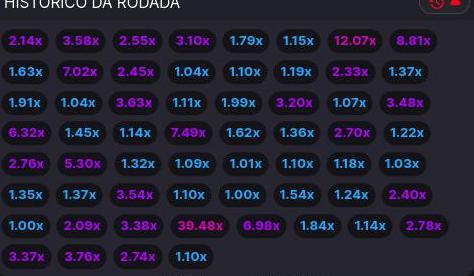 HISTÓRICO DA RODADA
2.14x 3.58x 2.55x 3.10x 1.79x 1.15x 12.07x 8.81x
1.63x 7.02x 2.45x 1.04x 1.10x 1.19x 2.33x 1.37x
1.91x 1.04x 3.63x 1.11x 1.99x 3.20x 1.07x 3.48x
6.32x 1.45x 1.14x 7.49x 1.62x 1.36x 2.70x 1.22x
2.76x 5.30x 1.32x 1.09x 1.01x 1.10x 1.18x 1.03x
1.35x 1.37x 3.54x 1.10x 1.00x 1.54x 1.24x 2.40x
1.00x 2.09x 3.38x 39.48x 6.98x 1.84x 1.14x 2.78x
3.37x 3.76x 2.74x 1.10x